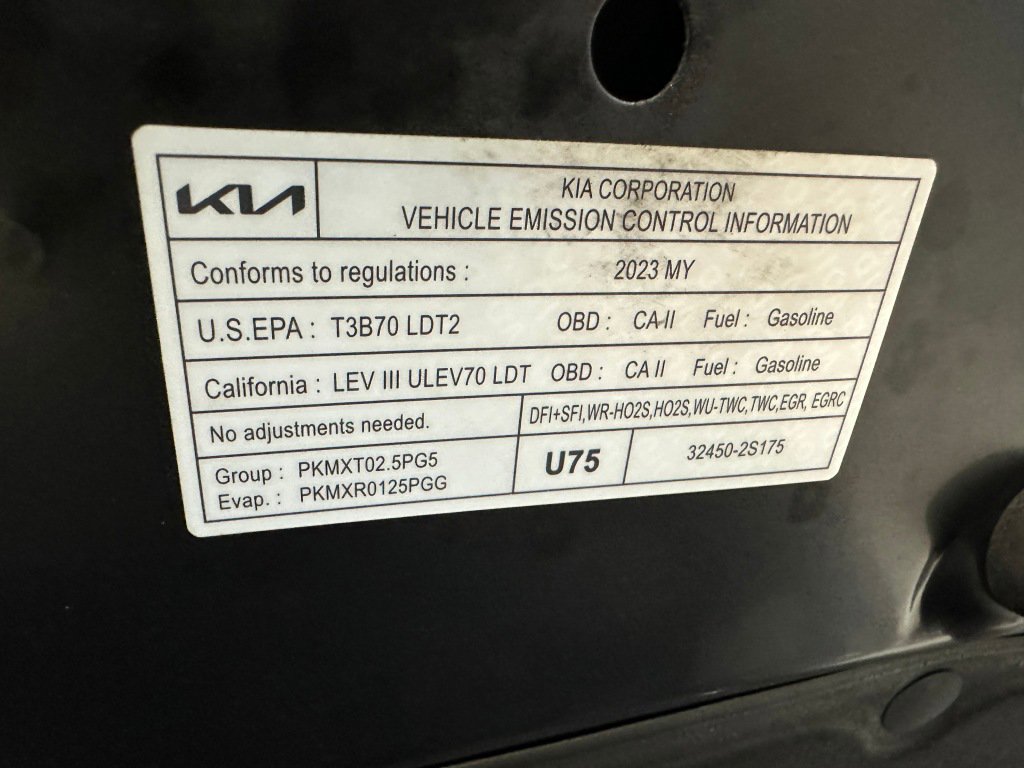 KIA
KIA CORPORATION
VEHICLE EMISSION CONTROL INFORMATION
Conforms to regulations : 2023 MY
U.S.EPA : T3B70 LDT2 OBD : CA-II Fuel : Gasoline
California : LEV III ULEV70 LDT OBD : CA II Fuel : Gasoline
No adjustments needed.
DFI+SFI,WR-HO2S,HO2S,WU-TWC,TWC,EGR, EGRC
Group : PKMXT02.5PG5
Evap. : PKMXR0125PGG
U75
32450-2S175